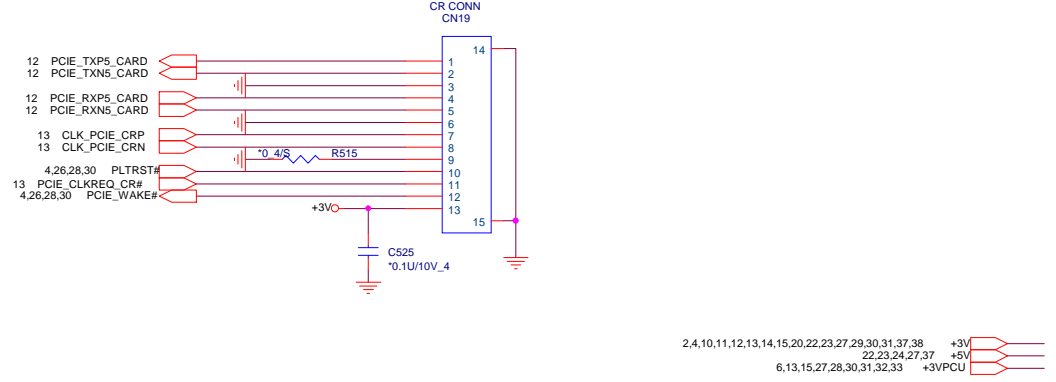 CR CONN
CN19
14
12 PCIE_TXP5_CARD 1
12 PCIE_TXN5_CARD 2
3
12 PCIE_RXP5_CARD 4
12 PCIE_RXN5_CARD 5
6
13 CLK_PCIE_CRP 7
13 CLK_PCIE_CRN 8
*0_4/S R515 9
4,26,28,30 PLTRST# 10
13 PCIE_CLKREQ_CR# 11
4,26,28,30 PCIE_WAKE# 12
+3V 13
15
C525
*0.1U/10V_4
2,4,10,11,12,13,14,15,20,22,23,27,29,30,31,37,38 +3V
22,23,24,27,37 +5V
6,13,15,27,28,30,31,32,33 +3VPCU